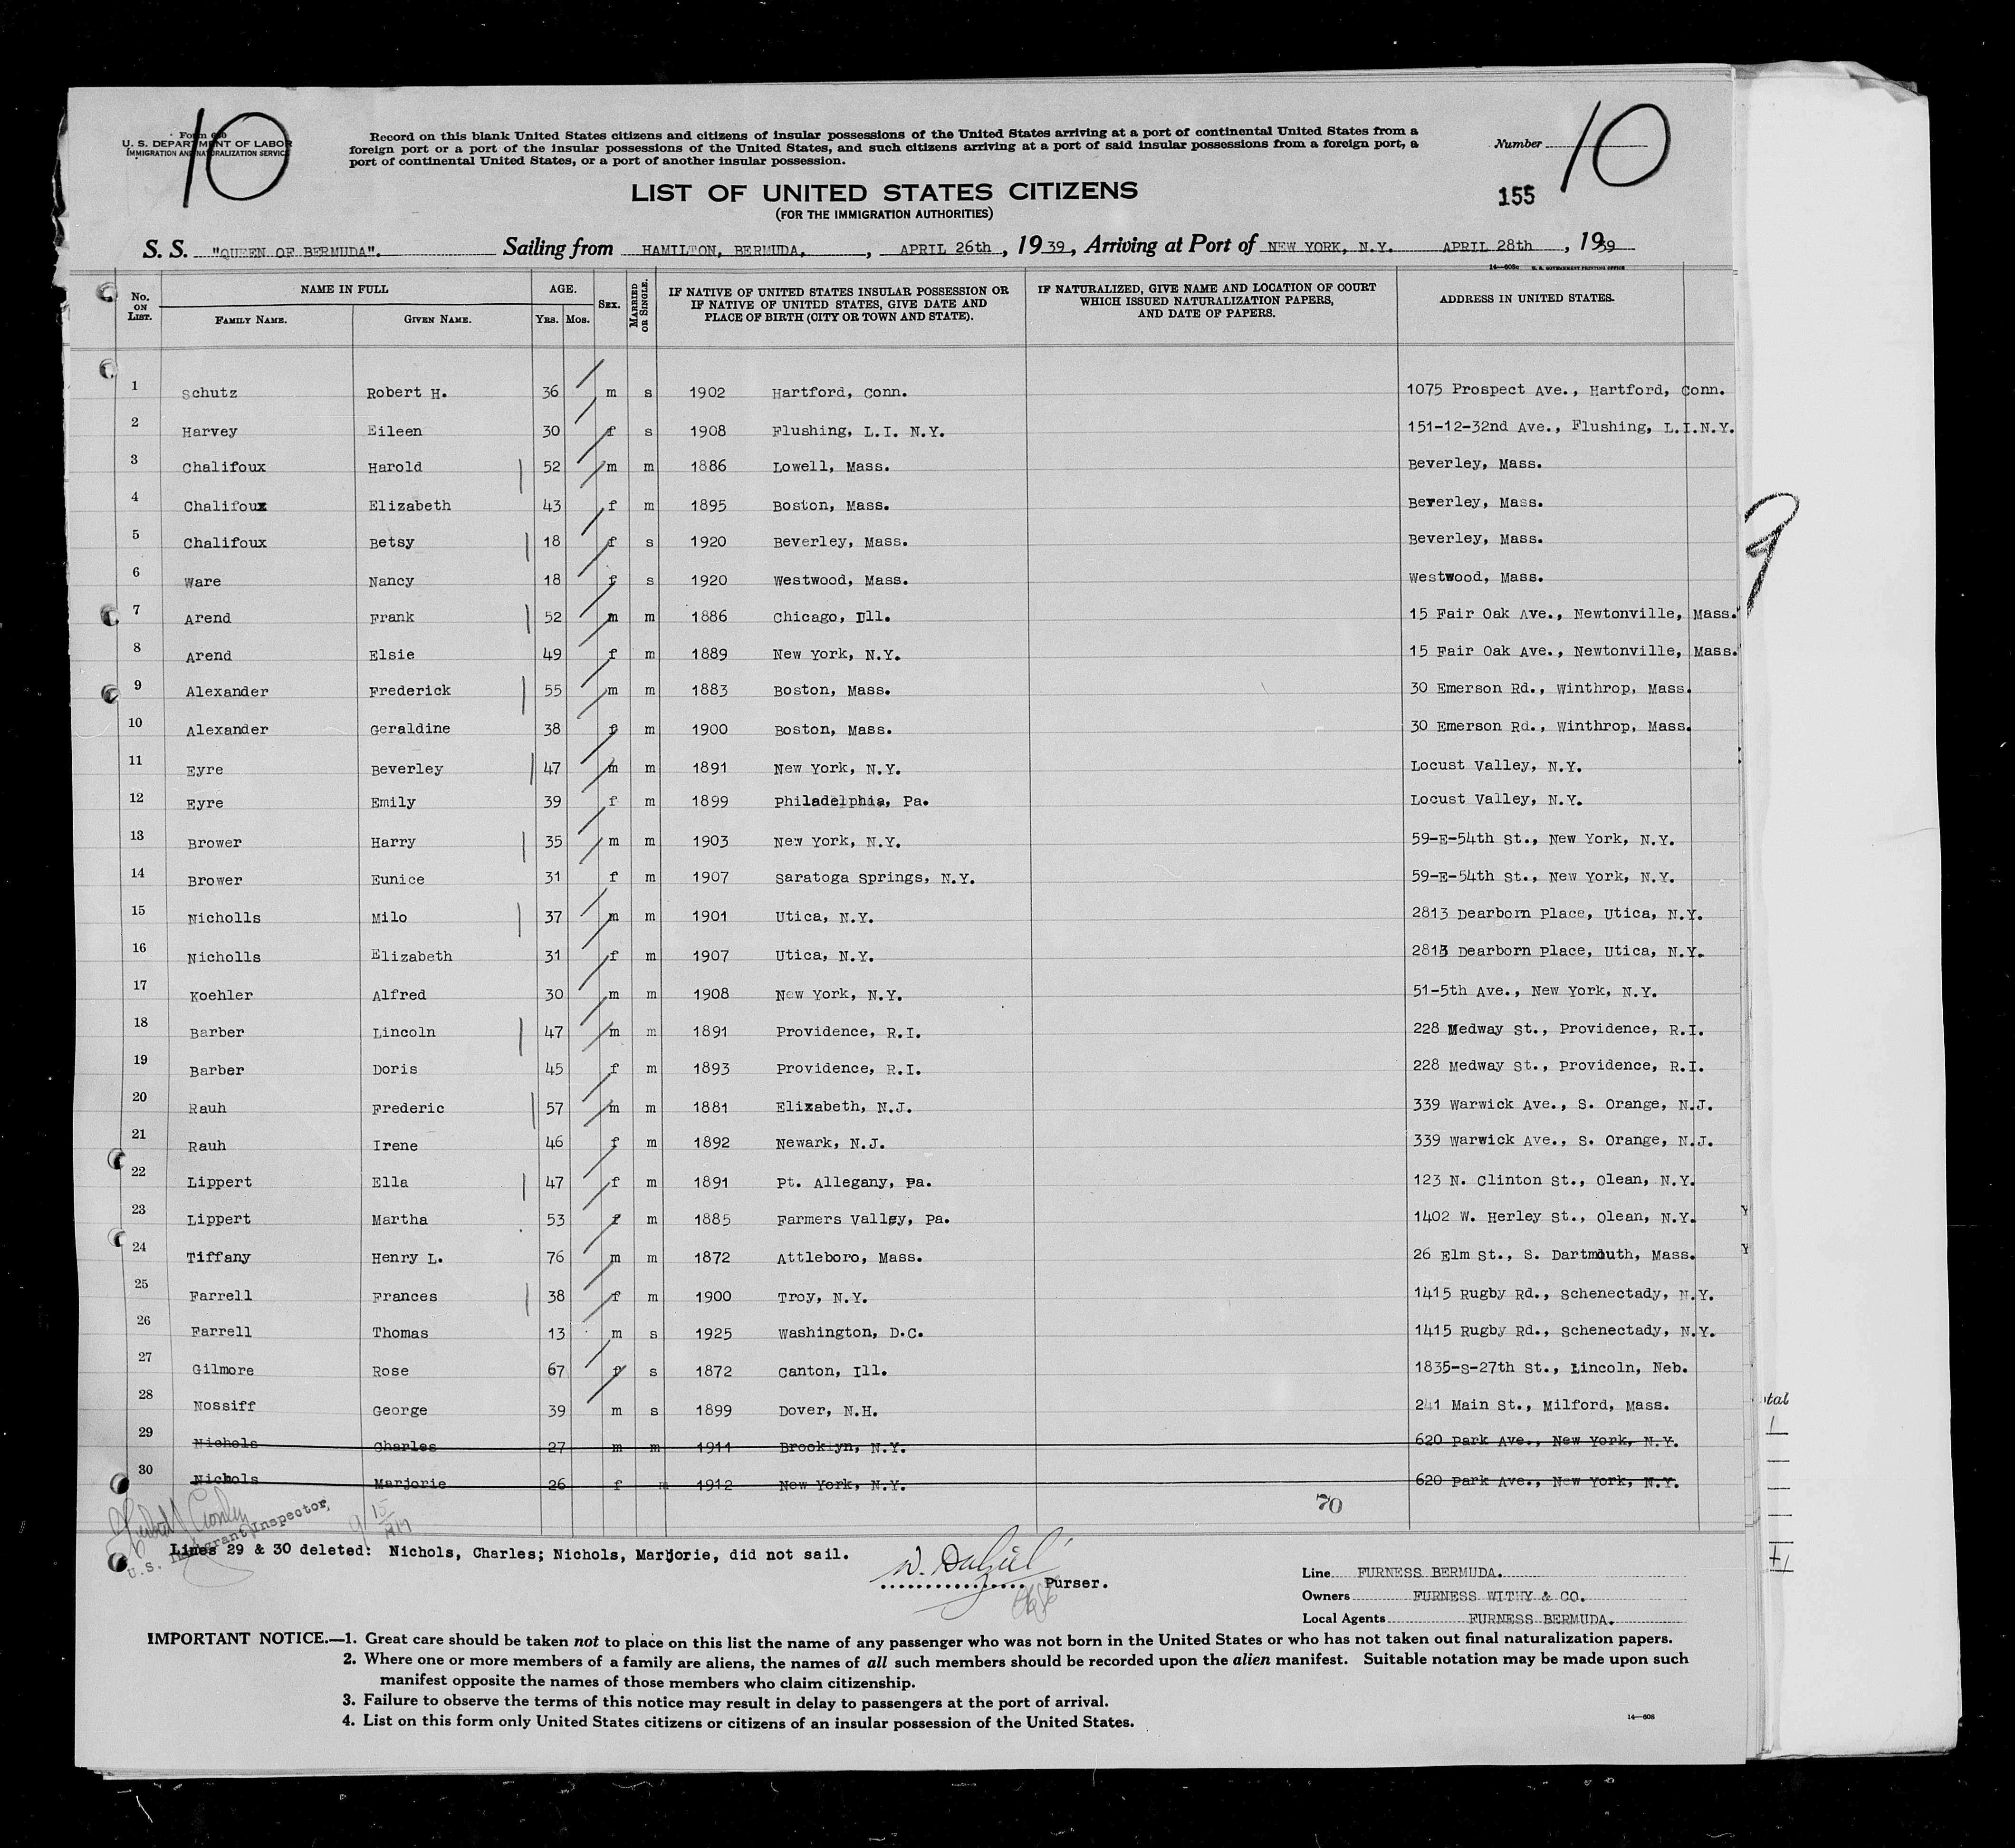 10
Form 630
U. S. DEPARTMENT OF LABOR
IMMIGRATION AND NATURALIZATION SERVICE
Record on this blank United States citizens and citizens of insular possessions of the United States arriving at a port of continental United States from a
foreign port or a port of the insular possessions of the United States, and such citizens arriving at a port of said insular possessions from a foreign port, a
port of continental United States, or a port of another insular possession.
Number
10
LIST OF UNITED STATES CITIZENS
(FOR THE IMMIGRATION AUTHORITIES)
155
S. S. "QUEEN OF BERMUDA". Sailing from HAMILTON, BERMUDA, , APRIL 26th , 19 39, Arriving at Port of NEW YORK, N.Y. APRIL 28th , 1939
14—608c U. S. GOVERNMENT PRINTING OFFICE
No. ON LIST. NAME IN FULL AGE. SEX. MARRIED OR SINGLE. IF NATIVE OF UNITED STATES INSULAR POSSESSION OR IF NATIVE OF UNITED STATES, GIVE DATE AND PLACE OF BIRTH (CITY OR TOWN AND STATE). IF NATURALIZED, GIVE NAME AND LOCATION OF COURT WHICH ISSUED NATURALIZATION PAPERS, AND DATE OF PAPERS. ADDRESS IN UNITED STATES.
FAMILY NAME. GIVEN NAME. YRS. MOS.
1 Schutz Robert H. 36 m s 1902 Hartford, Conn. 1075 Prospect Ave., Hartford, Conn.
2 Harvey Eileen 30 f s 1908 Flushing, L.I. N.Y. 151-12-32nd Ave., Flushing, L.I.N.Y.
3 Chalifoux Harold 52 m m 1886 Lowell, Mass. Beverley, Mass.
4 Chalifoux Elizabeth 43 f m 1895 Boston, Mass. Beverley, Mass.
5 Chalifoux Betsy 18 f s 1920 Beverley, Mass. Beverley, Mass.
6 Ware Nancy 18 f s 1920 Westwood, Mass. Westwood, Mass.
7 Arend Frank 52 m m 1886 Chicago, Ill. 15 Fair Oak Ave., Newtonville, Mass.
8 Arend Elsie 49 f m 1889 New York, N.Y. 15 Fair Oak Ave., Newtonville, Mass.
9 Alexander Frederick 55 m m 1883 Boston, Mass. 30 Emerson Rd., Winthrop, Mass.
10 Alexander Geraldine 38 f m 1900 Boston, Mass. 30 Emerson Rd., Winthrop, Mass.
11 Eyre Beverley 47 m m 1891 New York, N.Y. Locust Valley, N.Y.
12 Eyre Emily 39 f m 1899 Philadelphia, Pa. Locust Valley, N.Y.
13 Brower Harry 35 m m 1903 New York, N.Y. 59-E-54th St., New York, N.Y.
14 Brower Eunice 31 f m 1907 Saratoga Springs, N.Y. 59-E-54th St., New York, N.Y.
15 Nicholls Milo 37 m m 1901 Utica, N.Y. 2813 Dearborn Place, Utica, N.Y.
16 Nicholls Elizabeth 31 f m 1907 Utica, N.Y. 2813 Dearborn Place, Utica, N.Y.
17 Koehler Alfred 30 m m 1908 New York, N.Y. 51-5th Ave., New York, N.Y.
18 Barber Lincoln 47 m m 1891 Providence, R.I. 228 Medway St., Providence, R.I.
19 Barber Doris 45 f m 1893 Providence, R.I. 228 Medway St., Providence, R.I.
20 Rauh Frederic 57 m m 1881 Elizabeth, N.J. 339 Warwick Ave., S. Orange, N.J.
21 Rauh Irene 46 f m 1892 Newark, N.J. 339 Warwick Ave., S. Orange, N.J.
22 Lippert Ella 47 f m 1891 Pt. Allegany, Pa. 123 N. Clinton St., Olean, N.Y.
23 Lippert Martha 53 f m 1885 Farmers Valley, Pa. 1402 W. Herley St., Olean, N.Y.
24 Tiffany Henry L. 76 m m 1872 Attleboro, Mass. 26 Elm St., S. Dartmouth, Mass.
25 Farrell Frances 38 f m 1900 Troy, N.Y. 1415 Rugby Rd., Schenectady, N.Y.
26 Farrell Thomas 13 m s 1925 Washington, D.C. 1415 Rugby Rd., Schenectady, N.Y.
27 Gilmore Rose 67 f s 1872 Canton, Ill. 1835-S-27th St., Lincoln, Neb.
28 Nossiff George 39 m s 1899 Dover, N.H. 241 Main St., Milford, Mass.
29 Nichols Charles 27 m m 1911 Brooklyn, N.Y. 620 Park Ave., New York, N.Y.
30 Nichols Marjorie 26 f m 1912 New York, N.Y. 620 Park Ave., New York, N.Y.
70
9 15/AM
U. S. Immigrant Inspector,
Lines 29 & 30 deleted: Nichols, Charles; Nichols, Marjorie, did not sail.
Purser.
Line FURNESS BERMUDA.
Owners FURNESS WITHY & CO.
Local Agents FURNESS BERMUDA.
IMPORTANT NOTICE.—1. Great care should be taken not to place on this list the name of any passenger who was not born in the United States or who has not taken out final naturalization papers.
2. Where one or more members of a family are aliens, the names of all such members should be recorded upon the alien manifest. Suitable notation may be made upon such
manifest opposite the names of those members who claim citizenship.
3. Failure to observe the terms of this notice may result in delay to passengers at the port of arrival.
4. List on this form only United States citizens or citizens of an insular possession of the United States.
14—608